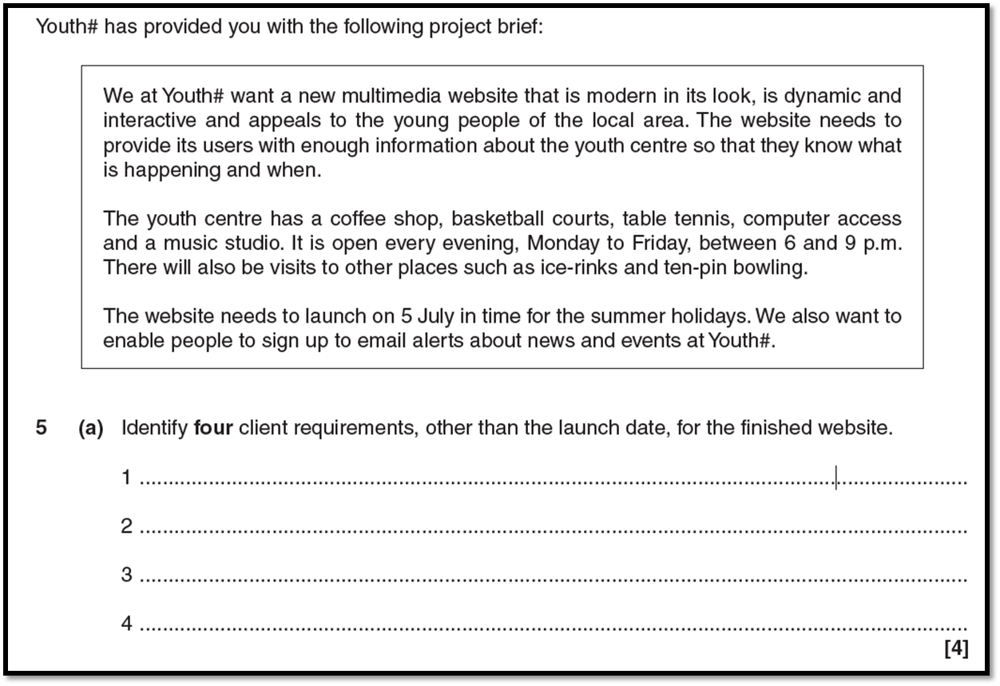 Youth# has provided you with the following project brief:
We at Youth# want a new multimedia website that is modern in its look, is dynamic and
interactive and appeals to the young people of the local area. The website needs to
provide its users with enough information about the youth centre so that they know what
is happening and when.
The youth centre has a coffee shop, basketball courts, table tennis, computer access
and a music studio. It is open every evening, Monday to Friday, between 6 and 9 p.m.
There will also be visits to other places such as ice-rinks and ten-pin bowling.
The website needs to launch on 5 July in time for the summer holidays. We also want to
enable people to sign up to email alerts about news and events at Youth#.
5 (a) Identify four client requirements, other than the launch date, for the finished website.
1 ................................................................................
2 ................................................................................
3 ................................................................................
4 ................................................................................
[4]